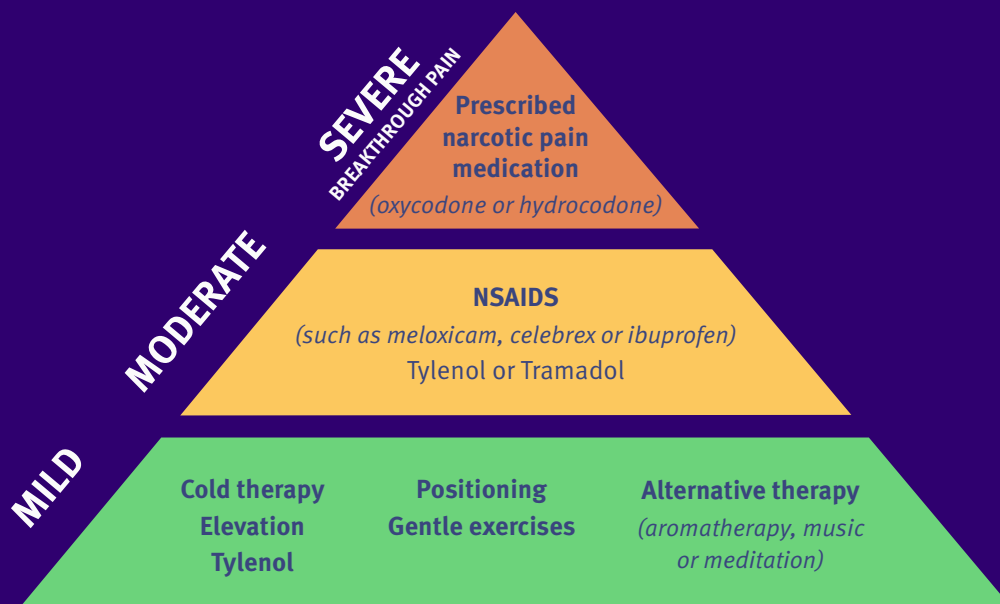 SEVERE
BREAKTHROUGH PAIN
Prescribed
narcotic pain
medication
(oxycodone or hydrocodone)
MODERATE
NSAIDS
(such as meloxicam, celebrex or ibuprofen)
Tylenol or Tramadol
MILD
Cold therapy
Elevation
Tylenol
Positioning
Gentle exercises
Alternative therapy
(aromatherapy, music
or meditation)